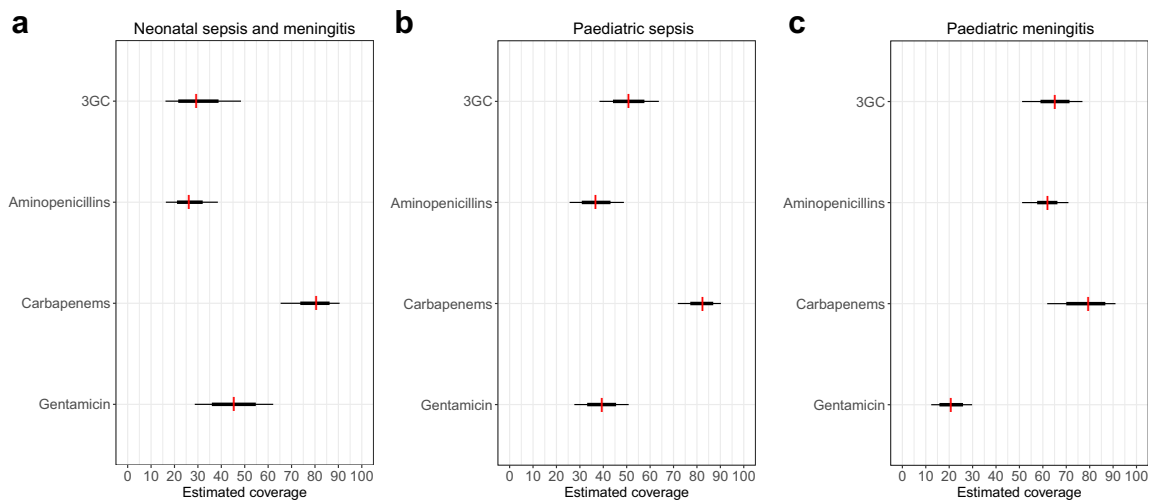 a
Neonatal sepsis and meningitis
3GC
Aminopenicillins
Carbapenems
Gentamicin
0 10 20 30 40 50 60 70 80 90 100
Estimated coverage
b
Paediatric sepsis
3GC
Aminopenicillins
Carbapenems
Gentamicin
0 10 20 30 40 50 60 70 80 90 100
Estimated coverage
c
Paediatric meningitis
3GC
Aminopenicillins
Carbapenems
Gentamicin
0 10 20 30 40 50 60 70 80 90 100
Estimated coverage